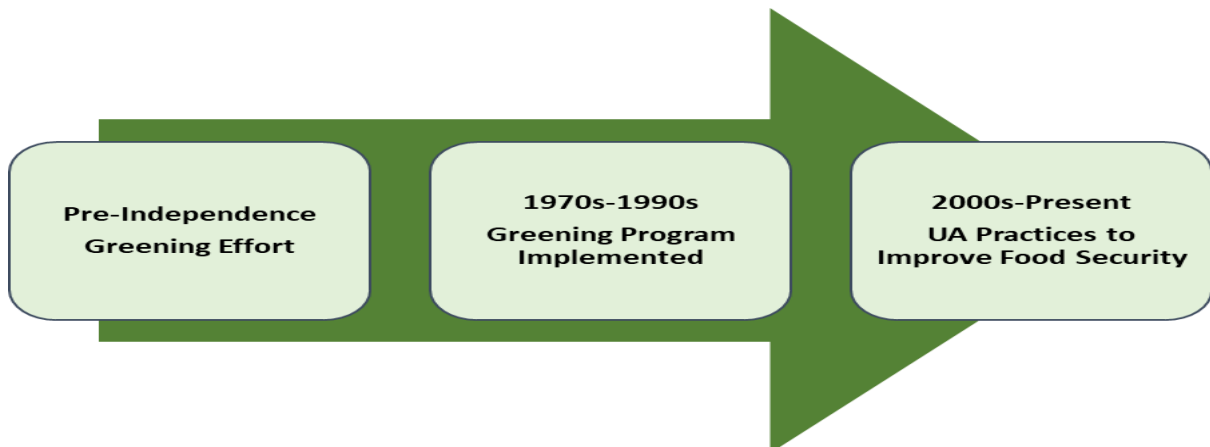 Pre-Independence
Greening Effort
1970s-1990s
Greening Program
Implemented
2000s-Present
UA Practices to
Improve Food Security